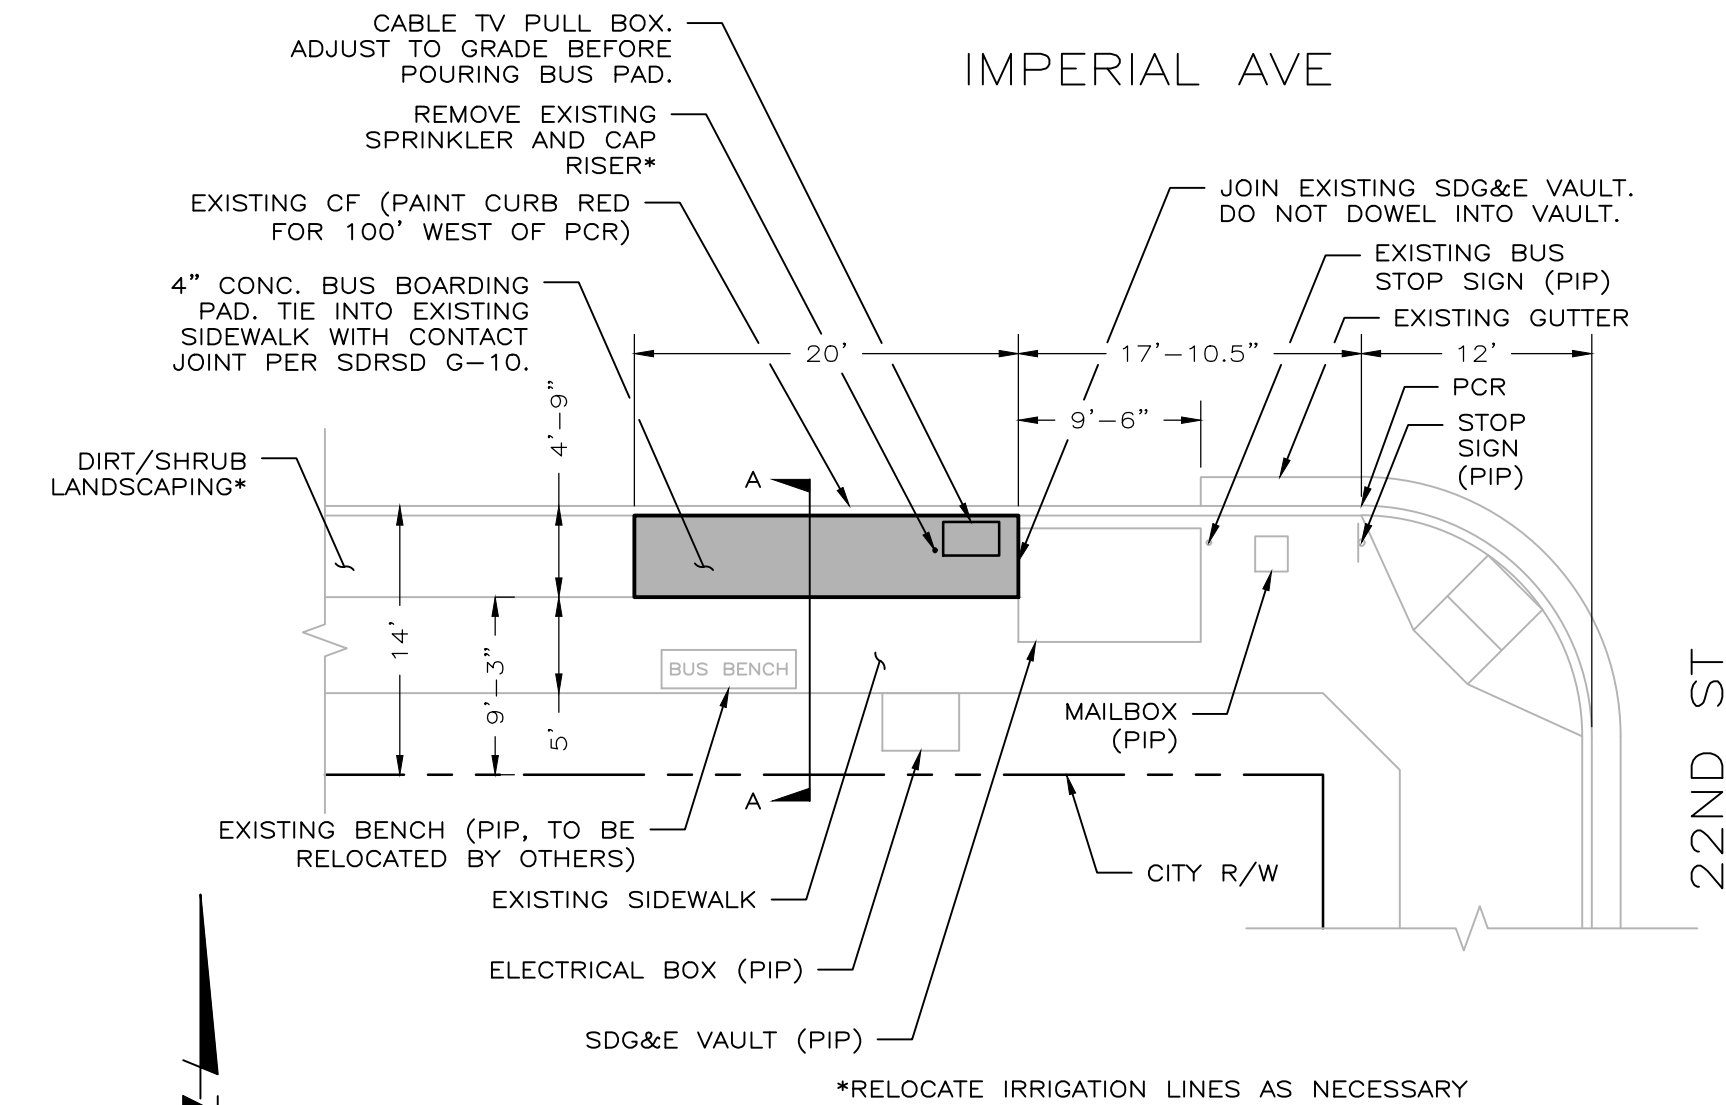 CABLE TV PULL BOX.
ADJUST TO GRADE BEFORE
POURING BUS PAD.
IMPERIAL AVE
REMOVE EXISTING
SPRINKLER AND CAP
RISER*
EXISTING CF (PAINT CURB RED
FOR 100' WEST OF PCR)
JOIN EXISTING SDG&E VAULT.
DO NOT DOWEL INTO VAULT.
EXISTING BUS
STOP SIGN (PIP)
4" CONC. BUS BOARDING
PAD. TIE INTO EXISTING
SIDEWALK WITH CONTACT
JOINT PER SDRSD G-10.
EXISTING GUTTER
20'
17'-10.5"
12'
PCR
4'-9"
9'-6"
STOP
SIGN
(PIP)
DIRT/SHRUB
LANDSCAPING*
A
14'
9'-3"
5'
BUS BENCH
MAILBOX
(PIP)
22ND ST
A
EXISTING BENCH (PIP, TO BE
RELOCATED BY OTHERS)
CITY R/W
EXISTING SIDEWALK
ELECTRICAL BOX (PIP)
SDG&E VAULT (PIP)
*RELOCATE IRRIGATION LINES AS NECESSARY